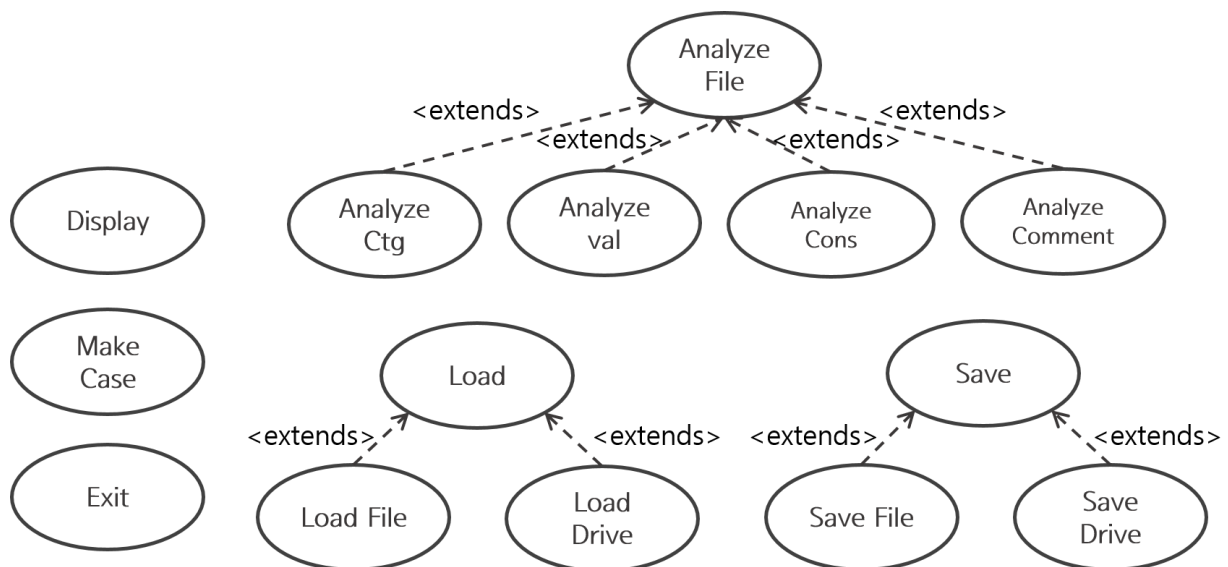 Analyze
File
<extends>
<extends>
<extends>
<extends>
Display
Analyze
Ctg
Analyze
val
Analyze
Cons
Analyze
Comment
Make
Case
Load
Save
<extends>
<extends>
<extends>
<extends>
Exit
Load File
Load
Drive
Save File
Save
Drive